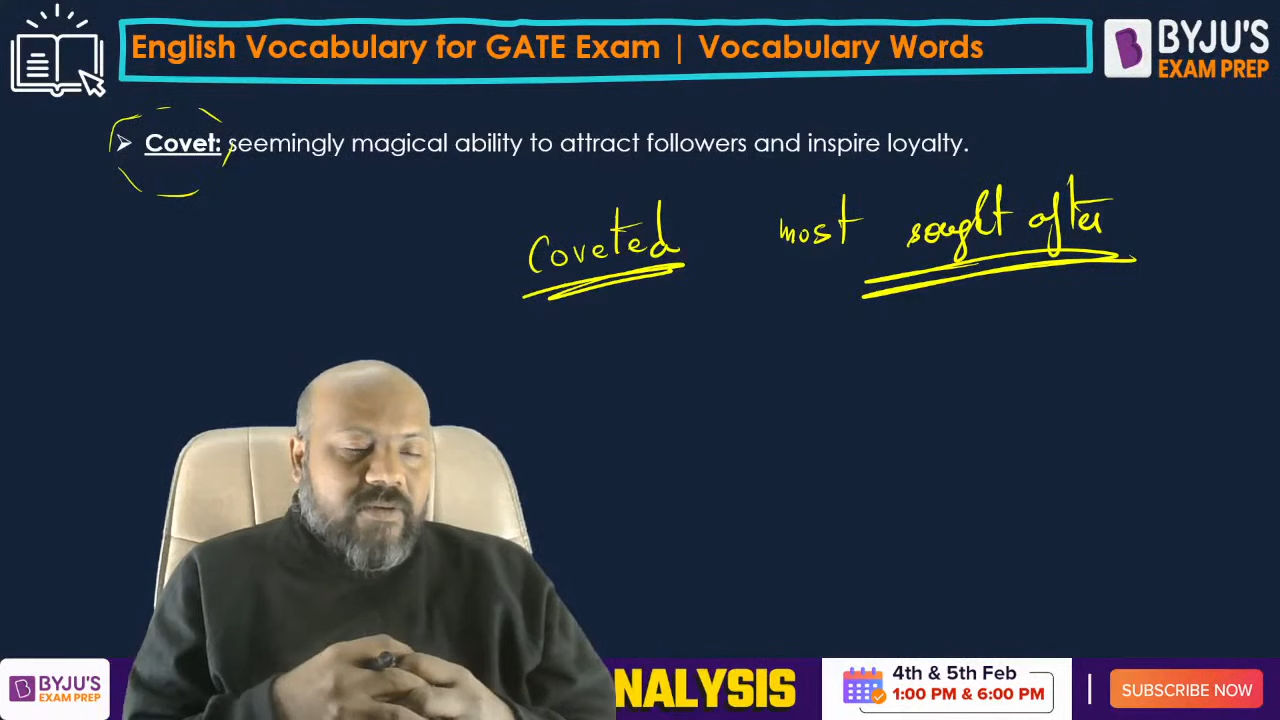 English Vocabulary for GATE Exam | Vocabulary Words
BYJU'S
EXAM PREP
➤ Covet: seemingly magical ability to attract followers and inspire loyalty.
Coveted most sought after
BYJU'S
EXAM PREP
NALYSIS
4th & 5th Feb
1:00 PM & 6:00 PM
SUBSCRIBE NOW